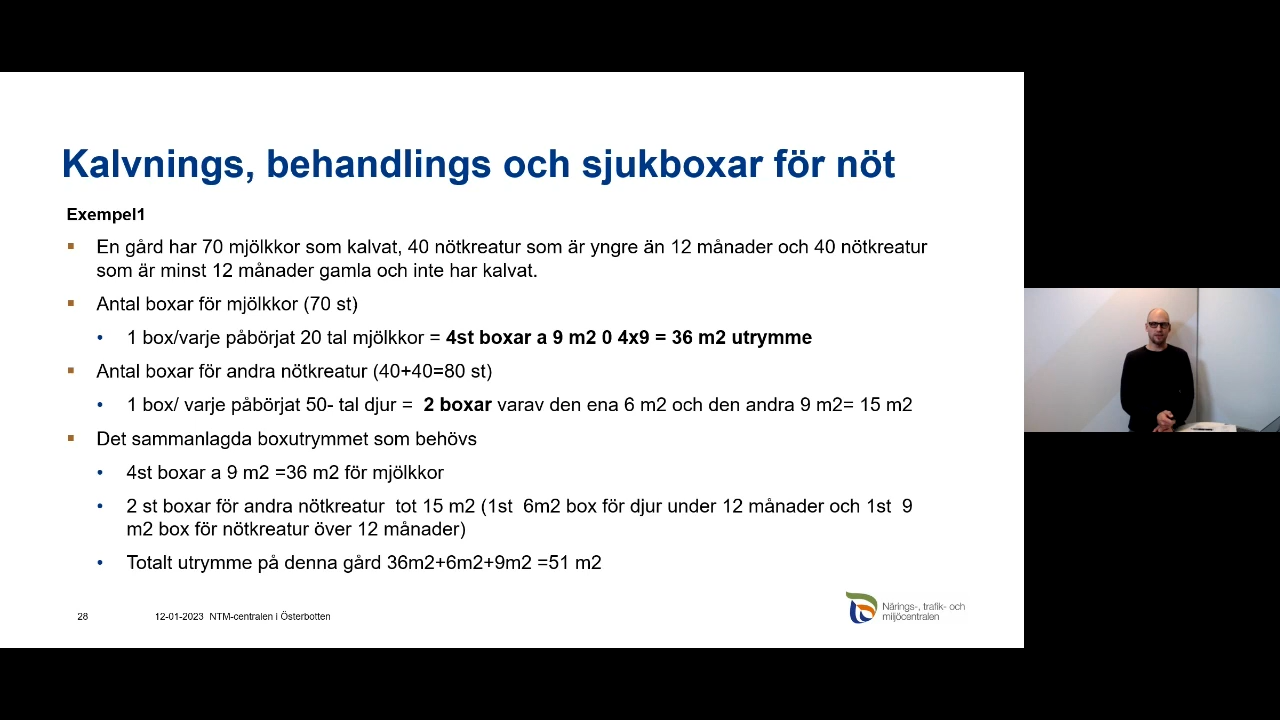 Kalvnings, behandlings och sjukboxar för nöt
Exempel1
En gård har 70 mjölkkor som kalvat, 40 nötkreatur som är yngre än 12 månader och 40 nötkreatur
som är minst 12 månader gamla och inte har kalvat.
Antal boxar för mjölkkor (70 st)
1 box/varje påbörjat 20 tal mjölkkor = 4st boxar a 9 m2 0 4x9 = 36 m2 utrymme
Antal boxar för andra nötkreatur (40+40=80 st)
1 box/ varje påbörjat 50- tal djur = 2 boxar varav den ena 6 m2 och den andra 9 m2= 15 m2
Det sammanlagda boxutrymmet som behövs
4st boxar a 9 m2 =36 m2 för mjölkkor
2 st boxar för andra nötkreatur tot 15 m2 (1st 6m2 box för djur under 12 månader och 1st 9
m2 box för nötkreatur över 12 månader)
Totalt utrymme på denna gård 36m2+6m2+9m2 =51 m2
28 12-01-2023 NTM-centralen i Österbotten
Närings-, trafik- och
miljöcentralen